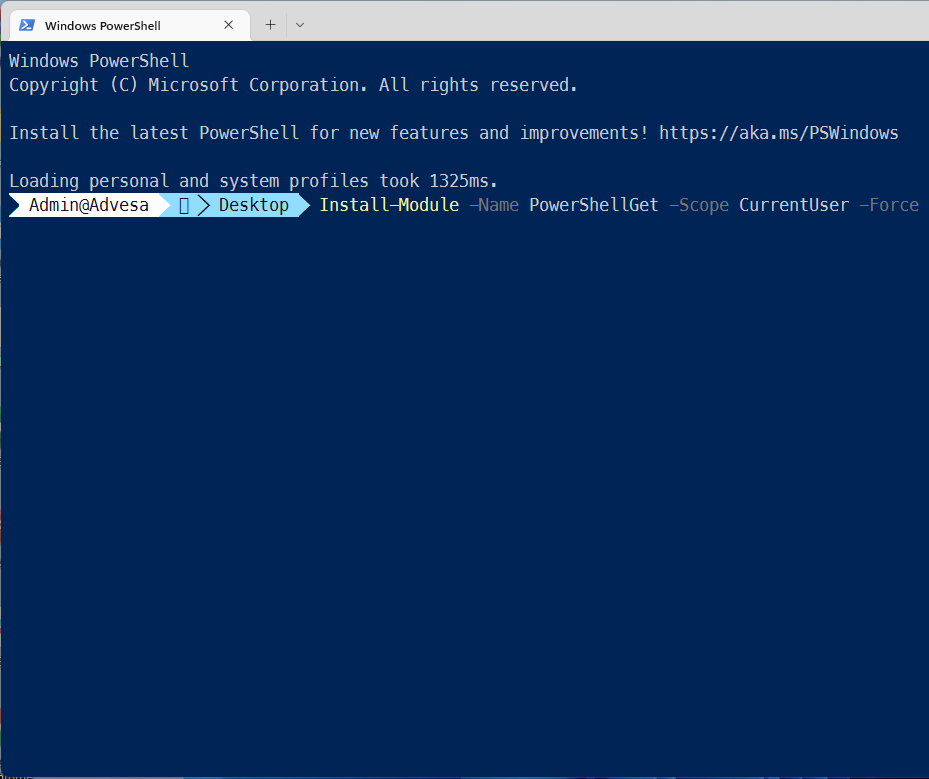 Windows PowerShell
Windows PowerShell
Copyright (C) Microsoft Corporation. All rights reserved.
Install the latest PowerShell for new features and improvements! https://aka.ms/PSWindows
Loading personal and system profiles took 1325ms.
Admin@Advesa Desktop Install-Module -Name PowerShellGet -Scope CurrentUser -Force